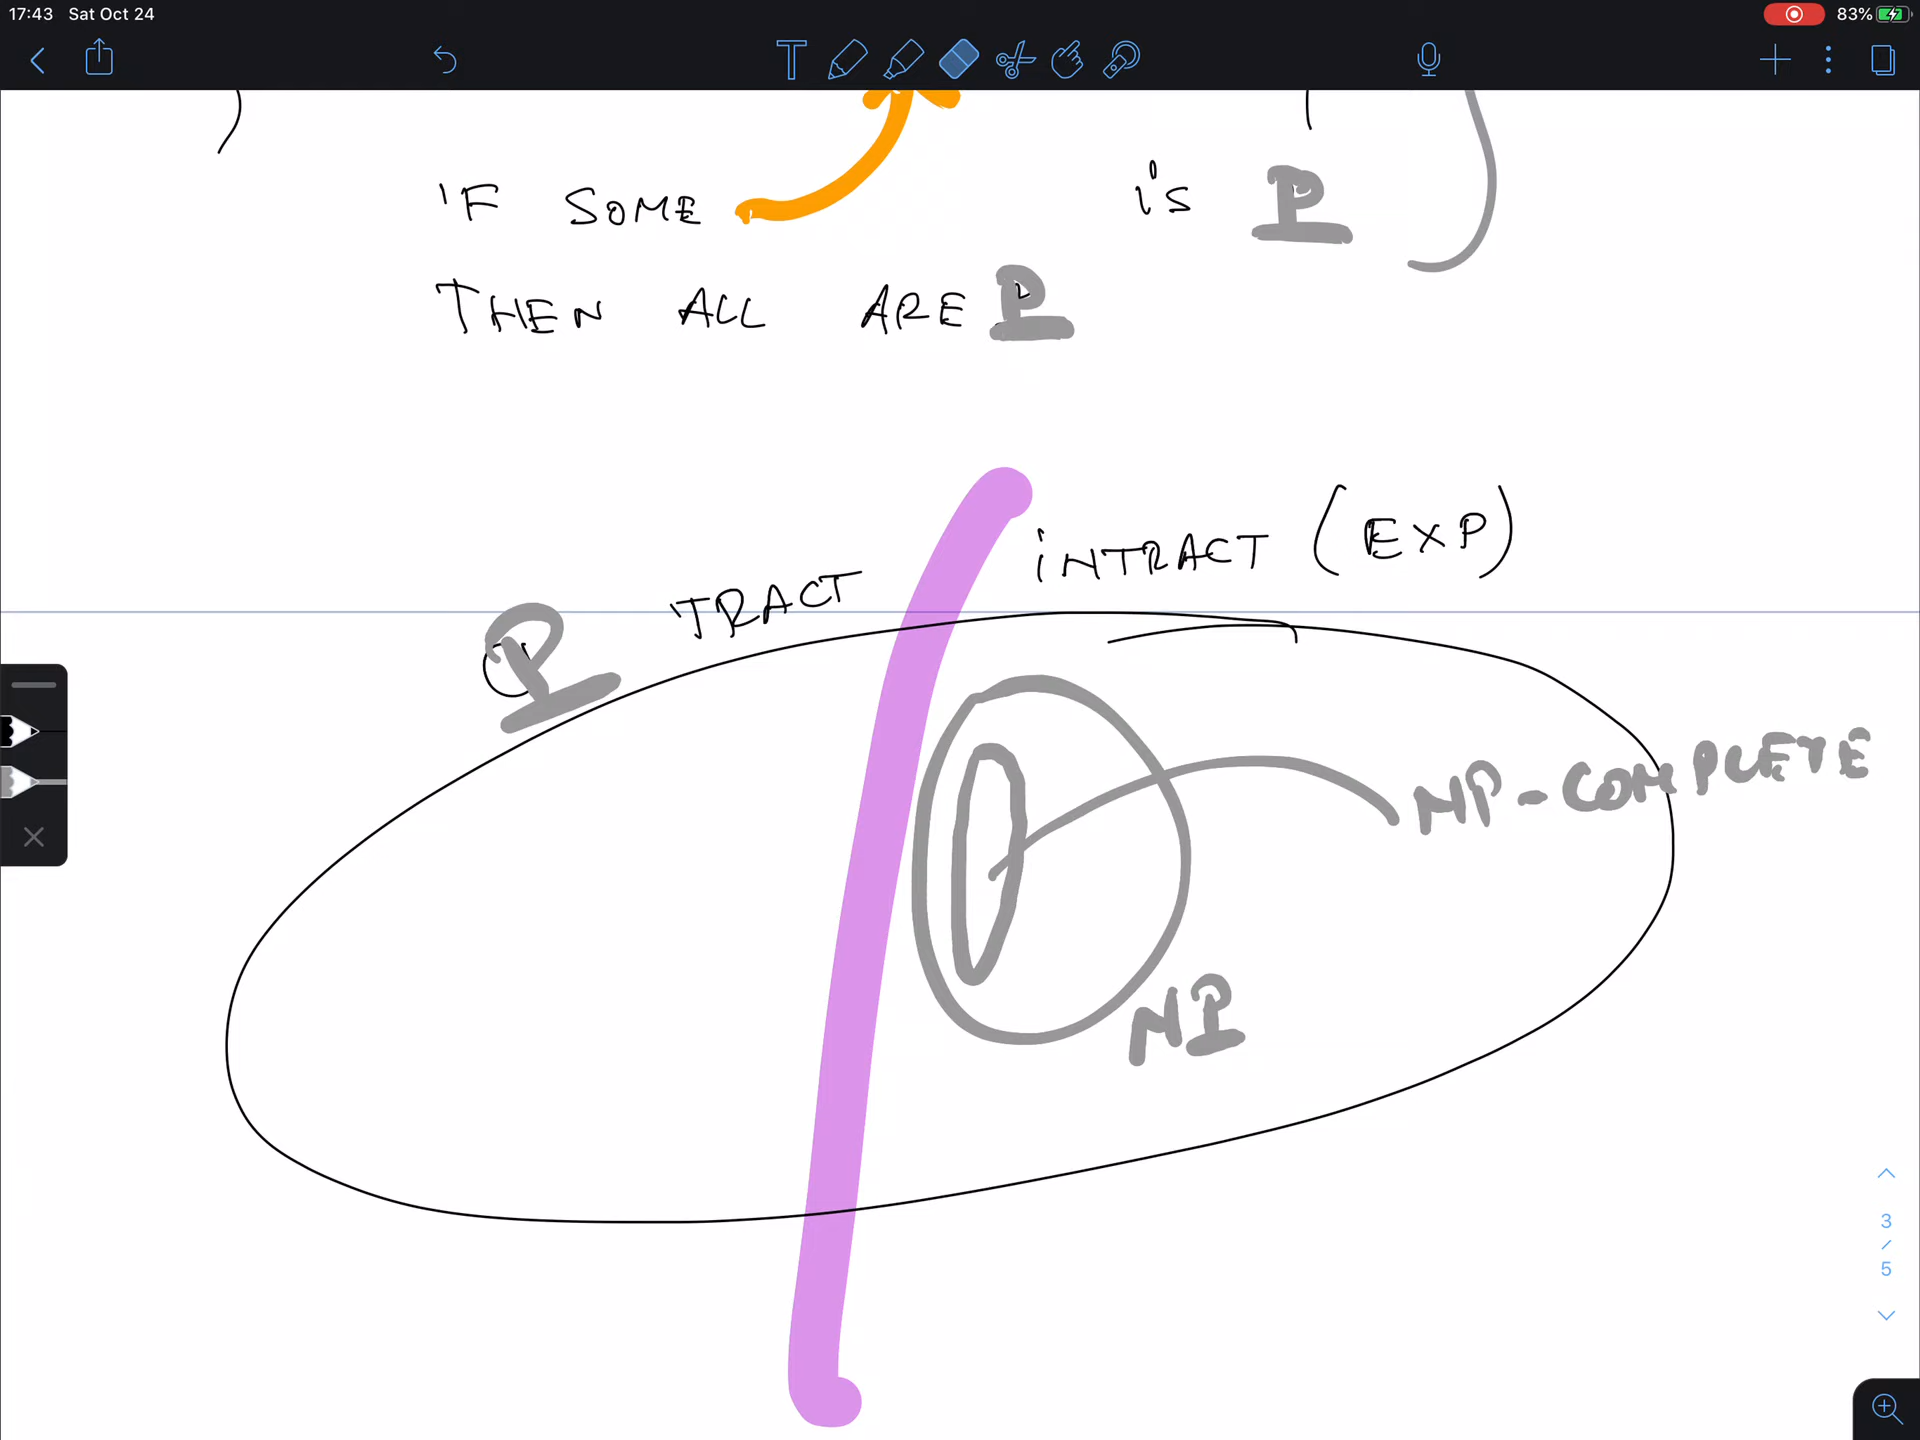 17:43 Sat Oct 24
83%
IF SOME is P
THEN ALL ARE P
INTRACT (EXP)
P TRACT
NP-COMPLETE
NP
3
/
5